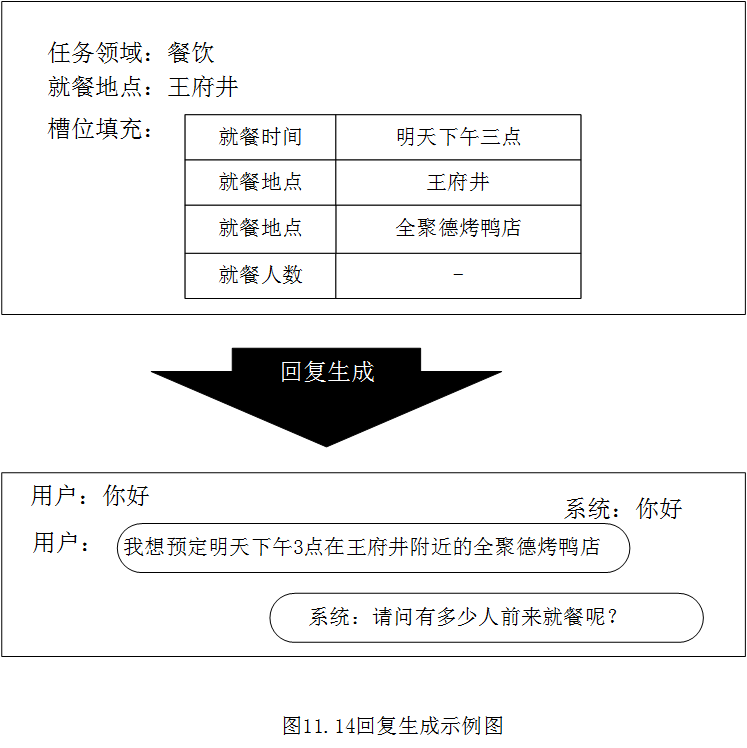 任务领域：餐饮
就餐地点：王府井
槽位填充：
就餐时间 明天下午三点
就餐地点 王府井
就餐地点 全聚德烤鸭店
就餐人数 -
回复生成
用户：你好
系统：你好
用户： 我想预定明天下午3点在王府井附近的全聚德烤鸭店
系统：请问有多少人前来就餐呢？
图11.14回复生成示例图